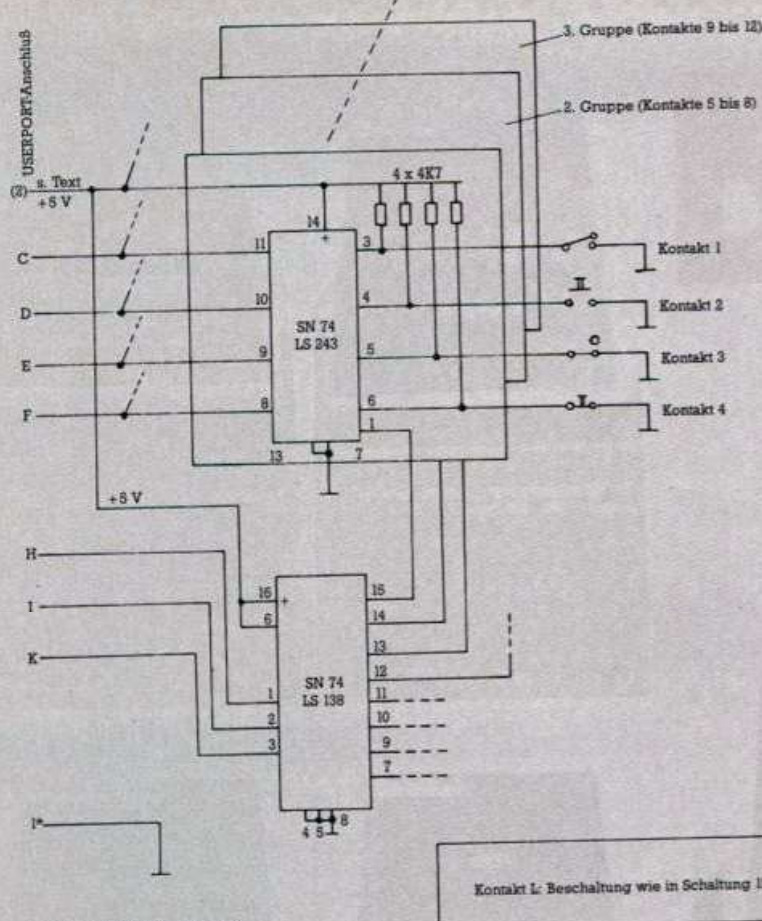 USERPORT-Anschluß
3. Gruppe (Kontakte 9 bis 12)
2. Gruppe (Kontakte 5 bis 8)
(2) s. Text
+5 V
4 x 4K7
14
+
C
11
3
Kontakt 1
D
10
4
Kontakt 2
SN 74
LS 243
E
9
5
Kontakt 3
F
8
6
Kontakt 4
1
13
7
+5 V
H
I
K
16
+
15
6
14
13
12
SN 74
LS 138
1
11
2
10
3
9
7
4 5 8
1*
Kontakt L: Beschaltung wie in Schaltung 1